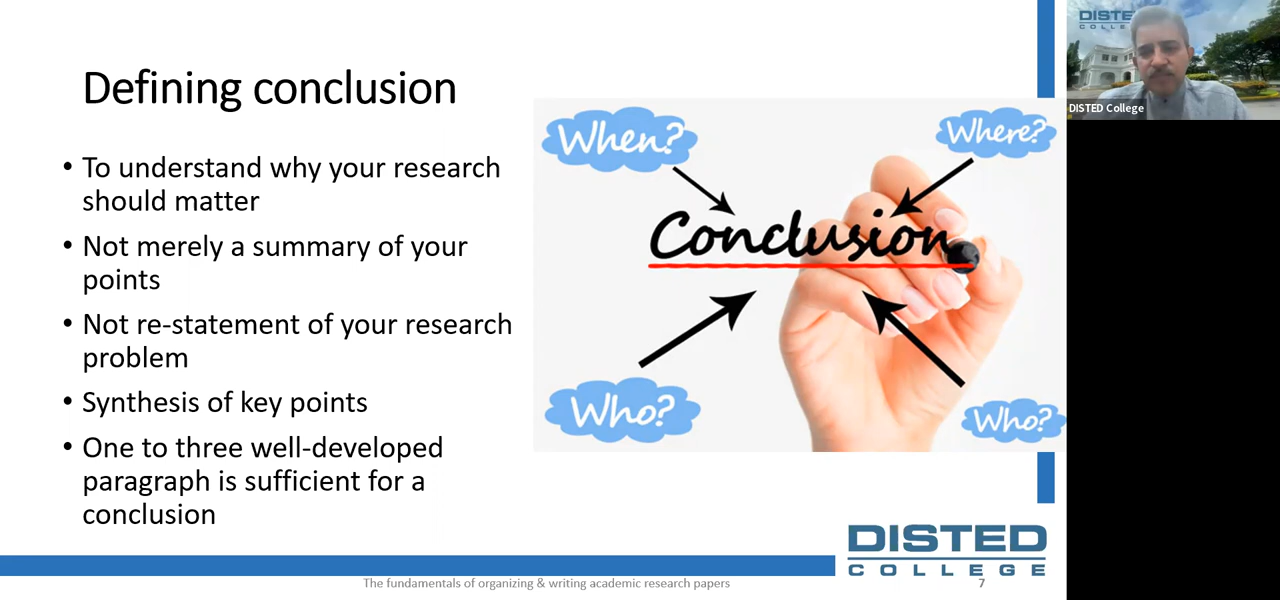 Defining conclusion
• To understand why your research
should matter
• Not merely a summary of your
points
• Not re-statement of your research
problem
• Synthesis of key points
• One to three well-developed
paragraph is sufficient for a
conclusion
When?
Where?
Conclusion
Who?
Who?
DISTED
COLLEGE
The fundamentals of organizing & writing academic research papers
7
DISTE
COLLE
DISTED College